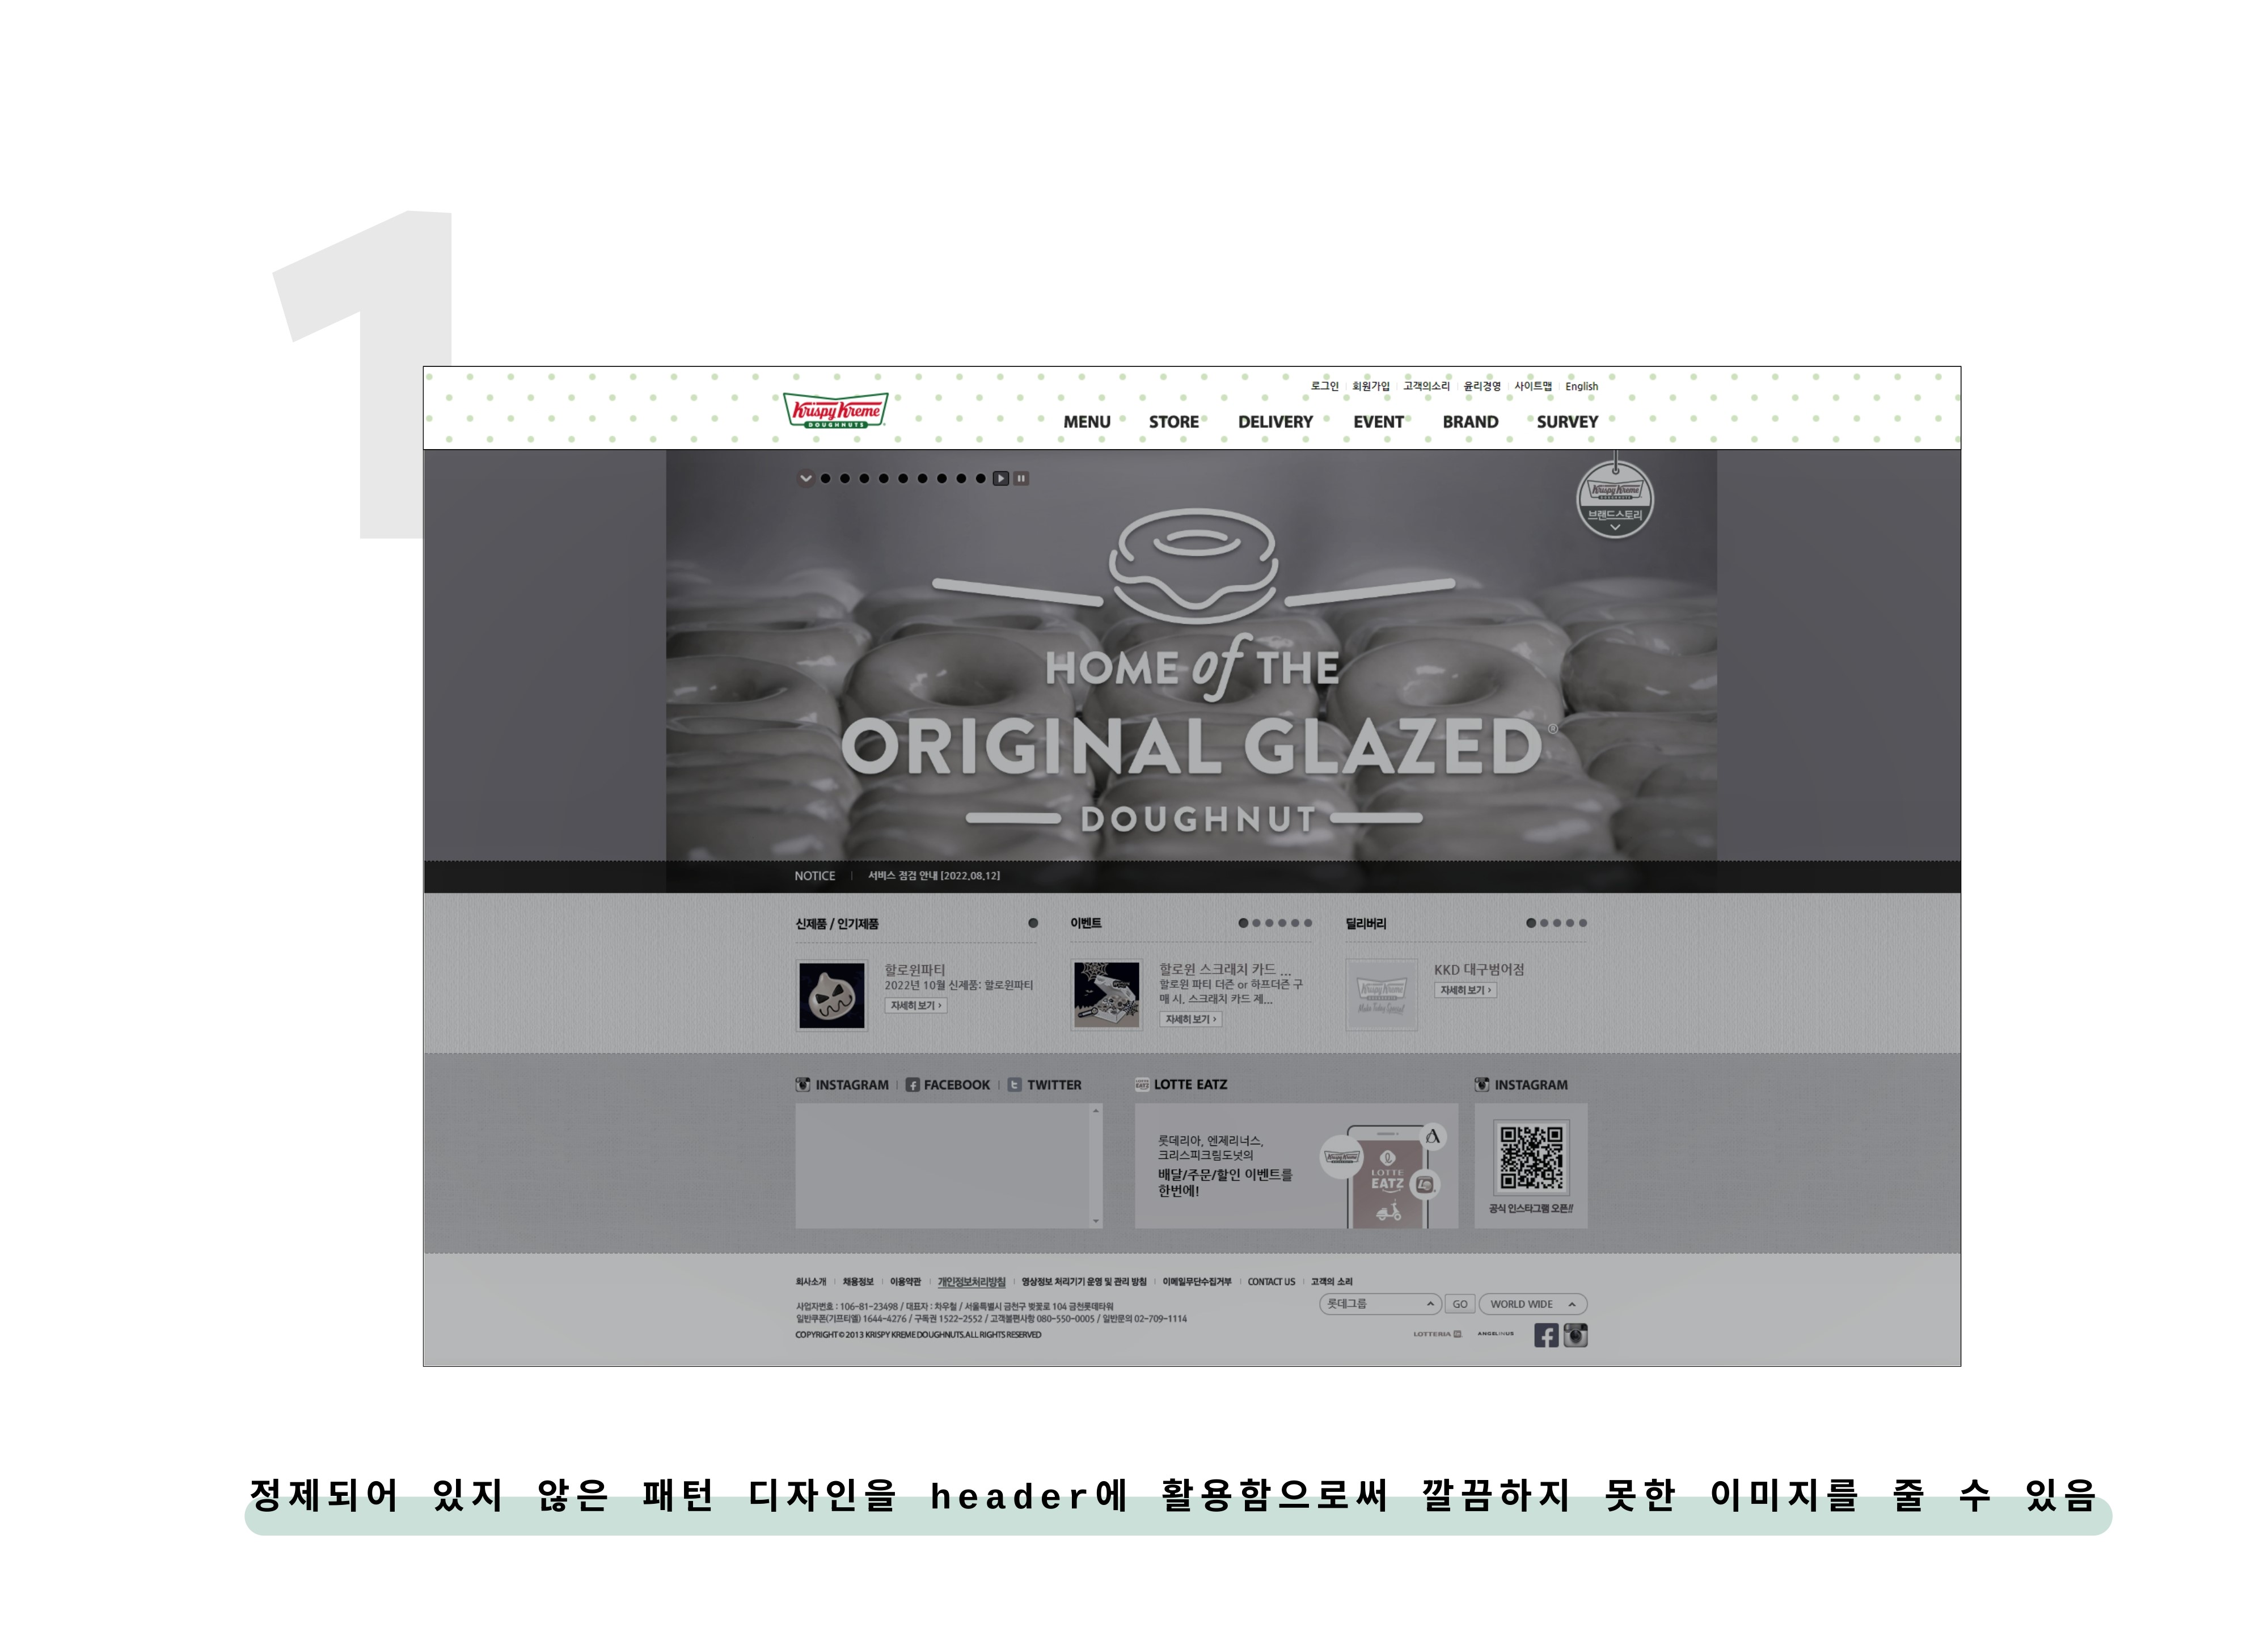 1
로그인 회원가입 고객의소리 윤리경영 사이트맵 English
Krispy Kreme
DOUGHNUTS
MENU STORE DELIVERY EVENT BRAND SURVEY
Krispy Kreme
브랜드스토리
HOME of THE
ORIGINAL GLAZED®
DOUGHNUT
NOTICE 서비스 점검 안내 [2022.08.12]
신제품 / 인기제품
할로윈파티
2022년 10월 신제품: 할로윈파티
자세히 보기 ›
이벤트
할로윈 스크래치 카드 ...
할로윈 파티 더즌 or 하프더즌 구
매 시, 스크래치 카드 제...
자세히 보기 ›
딜리버리
Krispy Kreme
KKD 대구범어점
자세히 보기 ›
INSTAGRAM FACEBOOK TWITTER
LOTTE EATZ
롯데리아, 엔제리너스,
크리스피크림도넛의
배달/주문/할인 이벤트를
한번에!
Krispy Kreme
LOTTE
EATZ
INSTAGRAM
공식 인스타그램 오픈!!
회사소개 채용정보 이용약관 개인정보처리방침 영상정보 처리기기 운영 및 관리 방침 이메일무단수집거부 CONTACT US 고객의 소리
사업자번호 : 106-81-23498 / 대표자 : 차우철 / 서울특별시 금천구 벚꽃로 104 금천롯데타워
일반쿠폰(기프티엘) 1644-4276 / 구독권 1522-2552 / 고객불편사항 080-550-0005 / 일반문의 02-709-1114
COPYRIGHT © 2013 KRISPY KREME DOUGHNUTS. ALL RIGHTS RESERVED
롯데그룹 GO WORLD WIDE
LOTTERIA ANGELINUS
정제되어 있지 않은 패턴 디자인을 header에 활용함으로써 깔끔하지 못한 이미지를 줄 수 있음